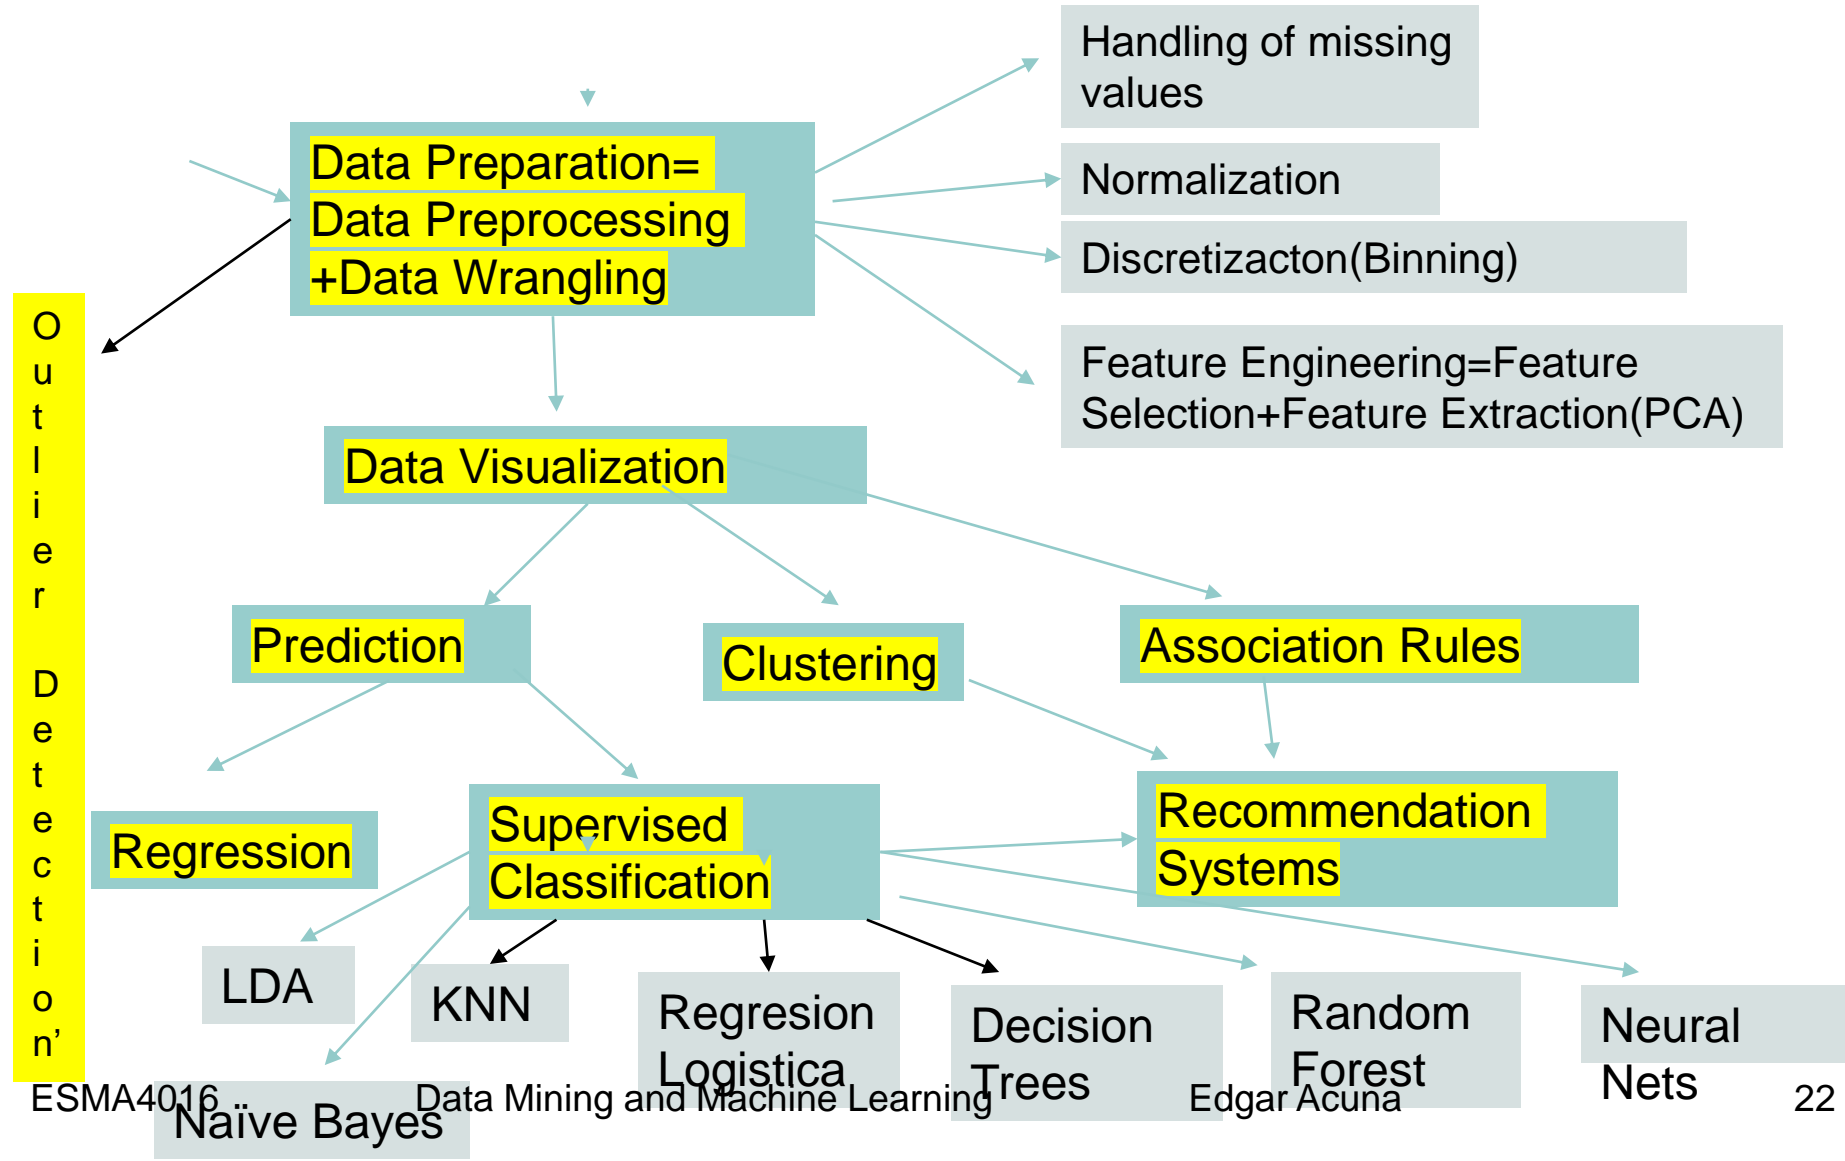 Handling of missing
values
Data Preparation=
Data Preprocessing
+Data Wrangling
Normalization
Discretizacton(Binning)
Feature Engineering=Feature
Selection+Feature Extraction(PCA)
Outlier Detection’
Data Visualization
Prediction
Clustering
Association Rules
Regression
Supervised
Classification
Recommendation
Systems
LDA
KNN
Regresion
Logistica
Decision
Trees
Random
Forest
Neural
Nets
Naïve Bayes
ESMA4016 Data Mining and Machine Learning Edgar Acuna 22